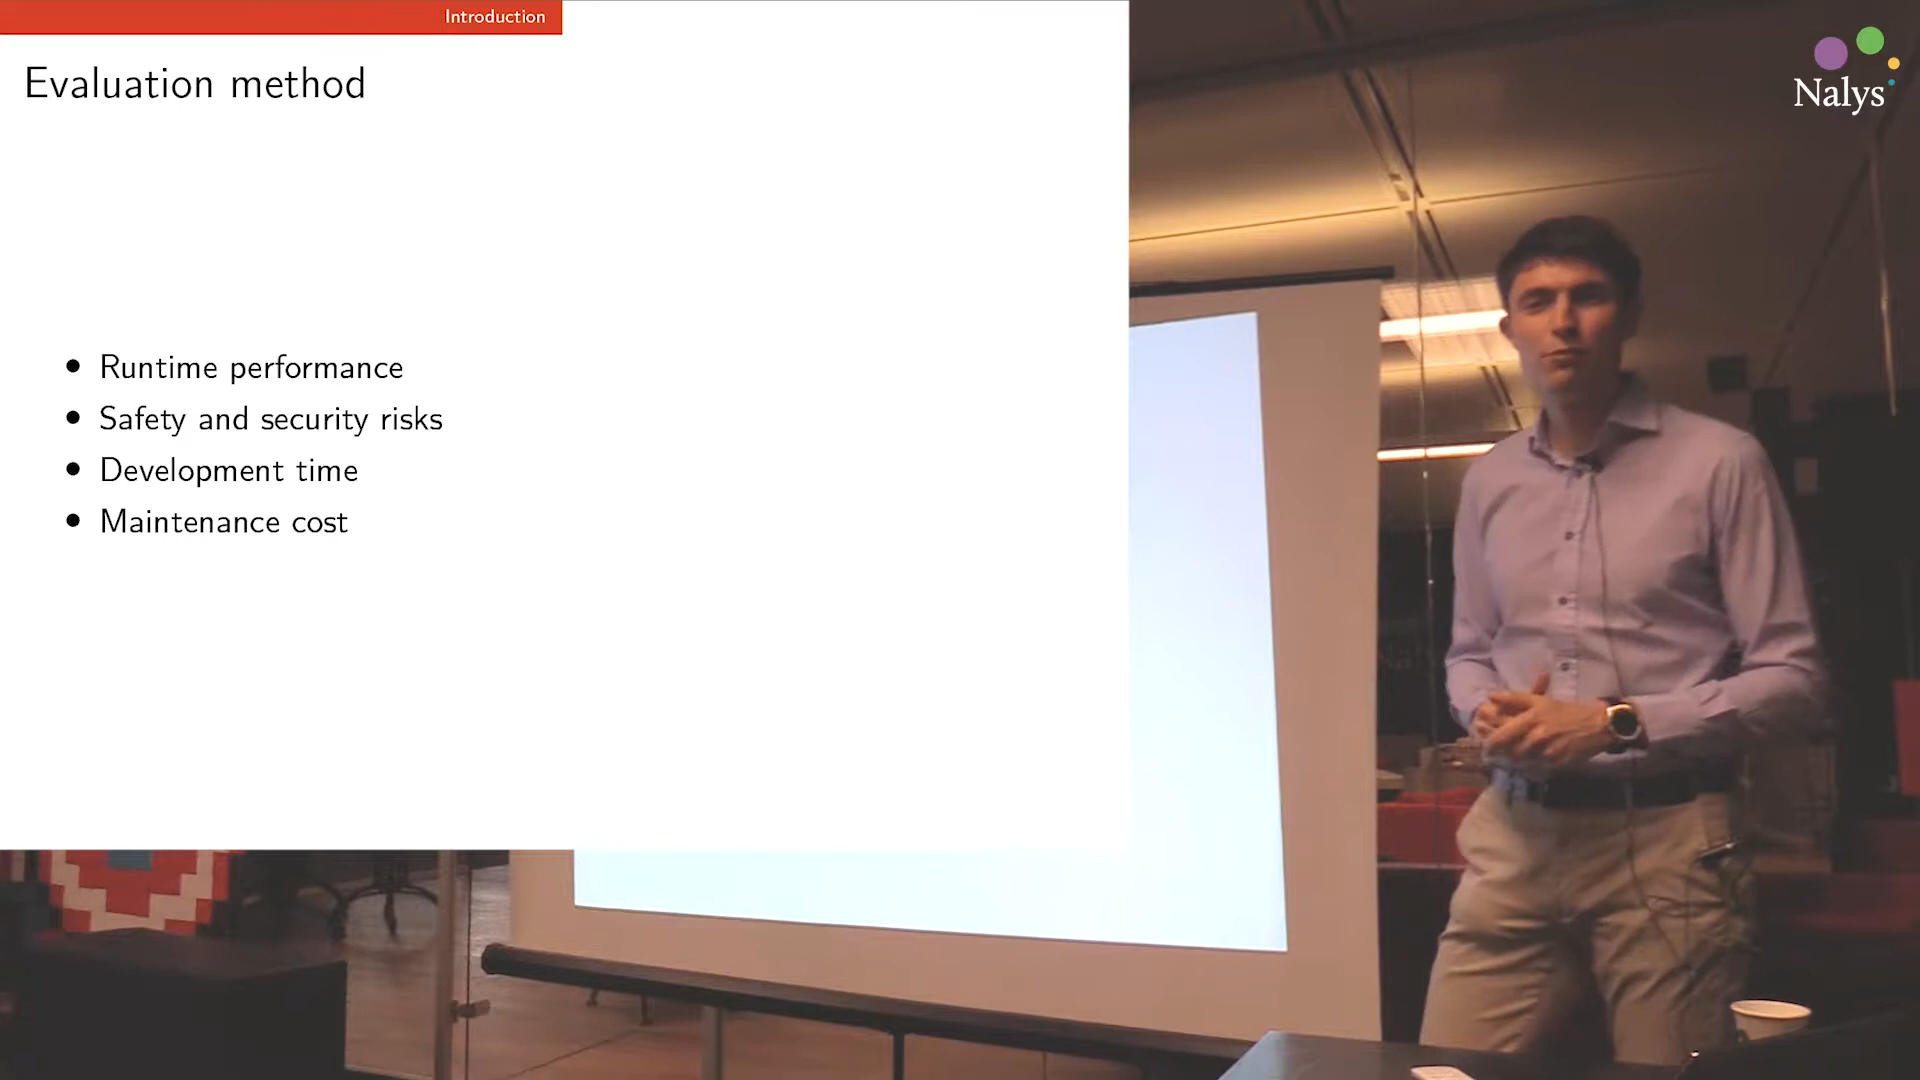 Introduction
Evaluation method
• Runtime performance
• Safety and security risks
• Development time
• Maintenance cost
Nalys